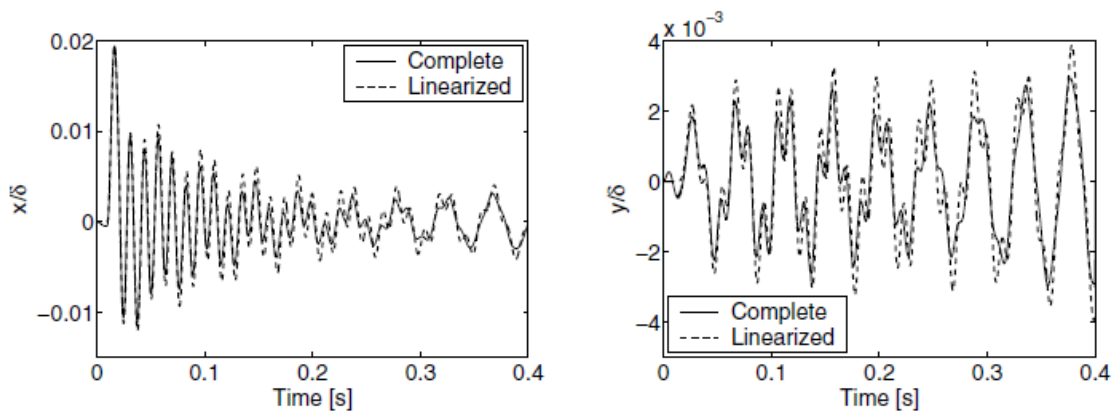 0.02
0.01
0
−0.01
x/δ
0 0.1 0.2 0.3 0.4
Time [s]
Complete
Linearized
x 10⁻³
4
2
0
−2
−4
y/δ
0 0.1 0.2 0.3 0.4
Time [s]
Complete
Linearized